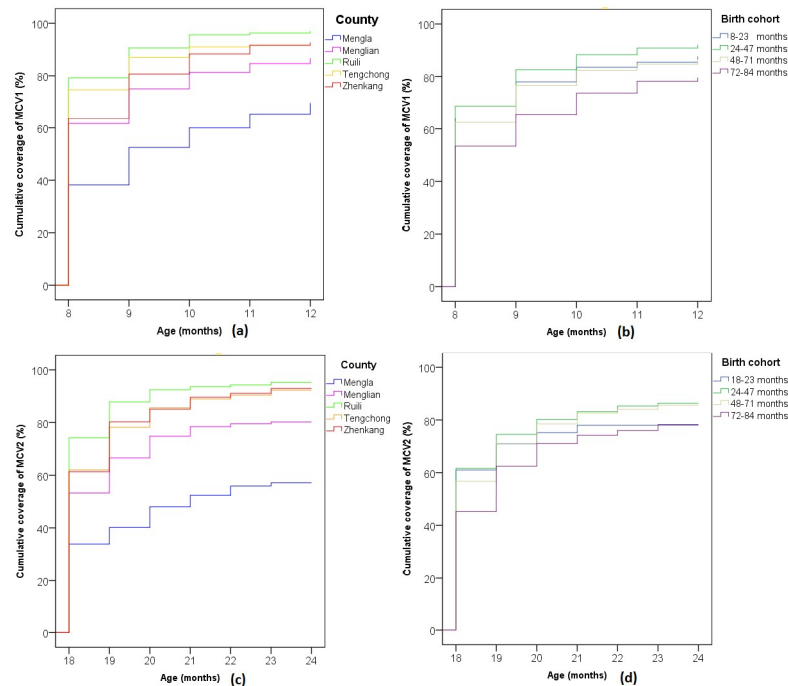 County
Mengla
Menglian
Ruili
Tengchong
Zhenkang
Cumulative coverage of MCV1 (%)
100
80
60
40
20
0
8 9 10 11 12
Age (months) (a)
Birth cohort
8-23 months
24-47 months
48-71 months
72-84 months
Cumulative coverage of MCV1 (%)
100
80
60
40
20
0
8 9 10 11 12
Age (months) (b)
County
Mengla
Menglian
Ruili
Tengchong
Zhenkang
Cumulative coverage of MCV2 (%)
100
80
60
40
20
0
18 19 20 21 22 23 24
Age (months) (c)
Birth cohort
18-23 months
24-47 months
48-71 months
72-84 months
Cumulative coverage of MCV2 (%)
100
80
60
40
20
0
18 19 20 21 22 23 24
Age (months) (d)